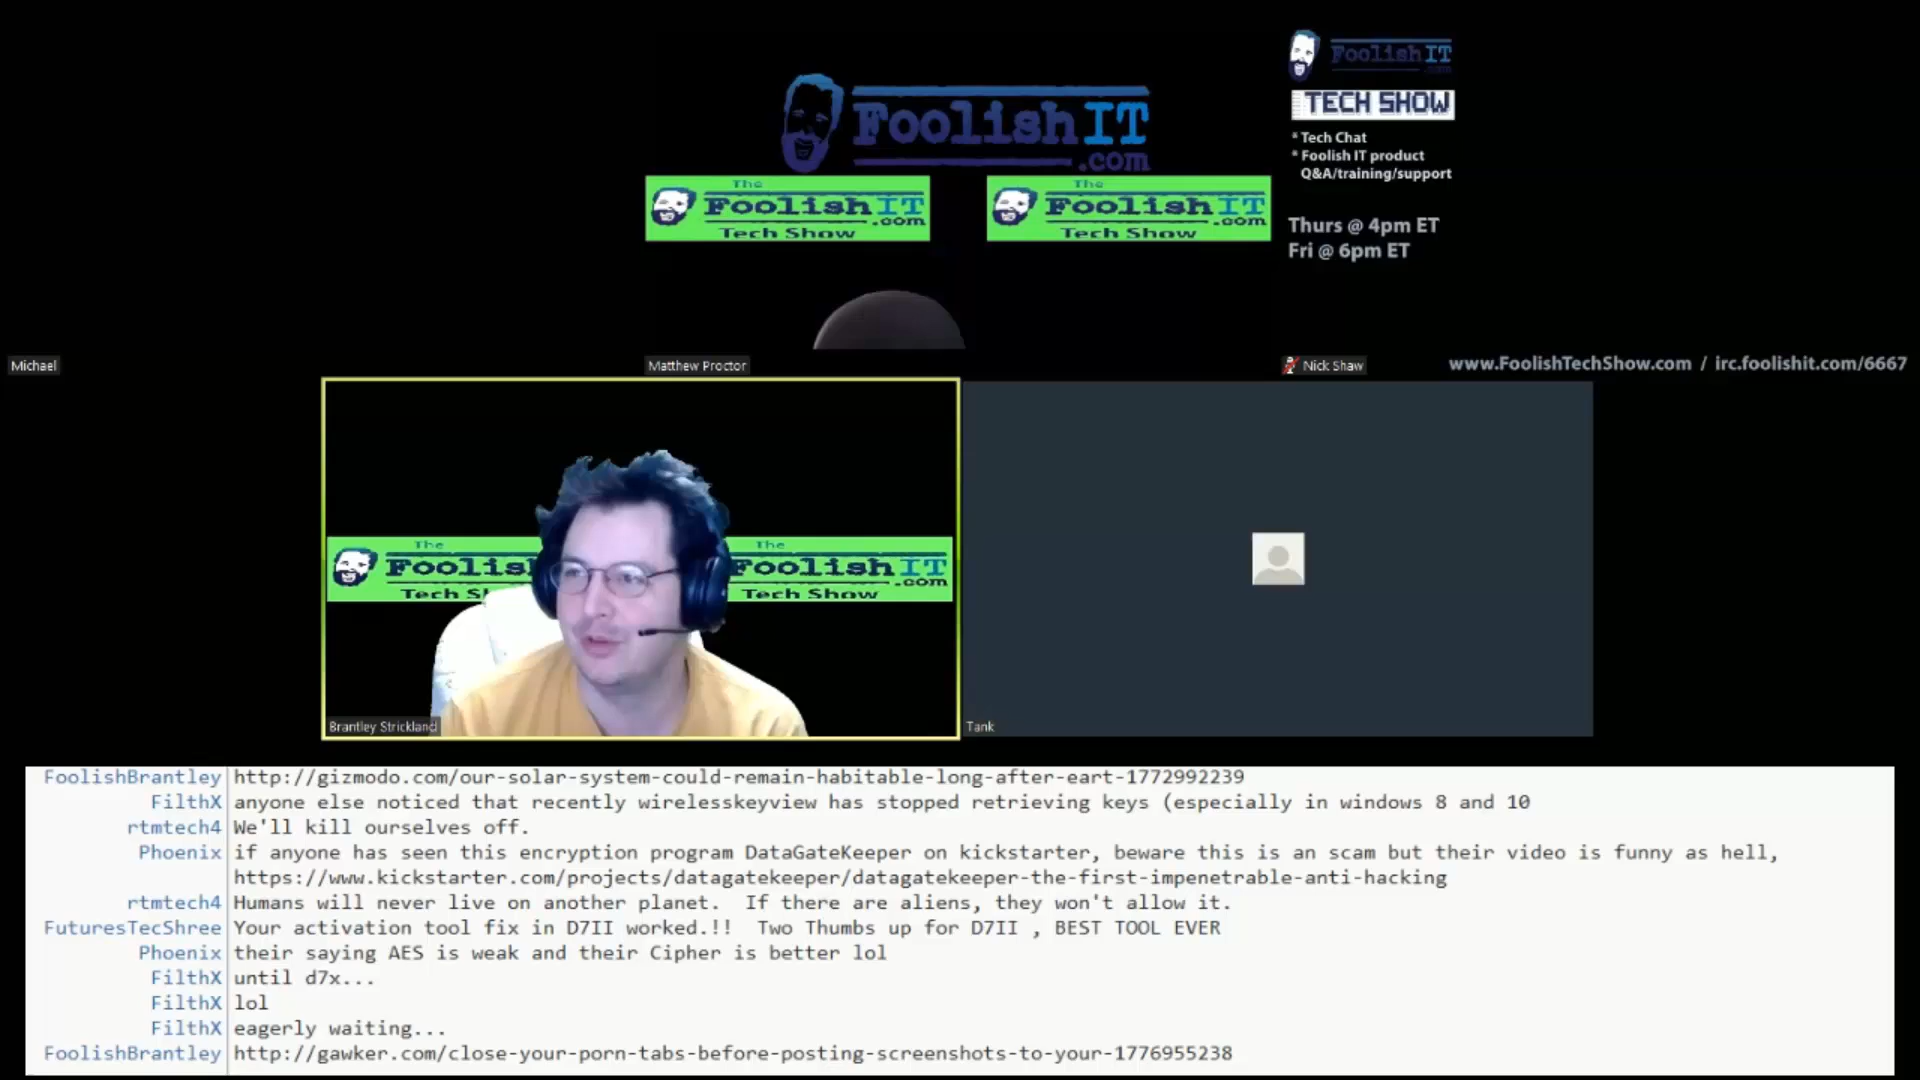 FoolishIT
.com
TECH SHOW
* Tech Chat
* Foolish IT product
Q&A/training/support
Thurs @ 4pm ET
Fri @ 6pm ET
FoolishIT
.com
The
FoolishIT
.com
Tech Show
The
FoolishIT
.com
Tech Show
Michael
Matthew Proctor
Nick Shaw
www.FoolishTechShow.com / irc.foolishit.com/6667
The
Foolis
Tech S
The
FoolishIT
.com
Tech Show
Brantley Strickland
Tank
FoolishBrantley http://gizmodo.com/our-solar-system-could-remain-habitable-long-after-eart-1772992239
FilthX anyone else noticed that recently wirelesskeyview has stopped retrieving keys (especially in windows 8 and 10
rtmtech4 We'll kill ourselves off.
Phoenix if anyone has seen this encryption program DataGateKeeper on kickstarter, beware this is an scam but their video is funny as hell,
https://www.kickstarter.com/projects/datagatekeeper/datagatekeeper-the-first-impenetrable-anti-hacking
rtmtech4 Humans will never live on another planet. If there are aliens, they won't allow it.
FuturesTecShree Your activation tool fix in D7II worked.!! Two Thumbs up for D7II , BEST TOOL EVER
Phoenix their saying AES is weak and their Cipher is better lol
FilthX until d7x...
FilthX lol
FilthX eagerly waiting...
FoolishBrantley http://gawker.com/close-your-porn-tabs-before-posting-screenshots-to-your-1776955238